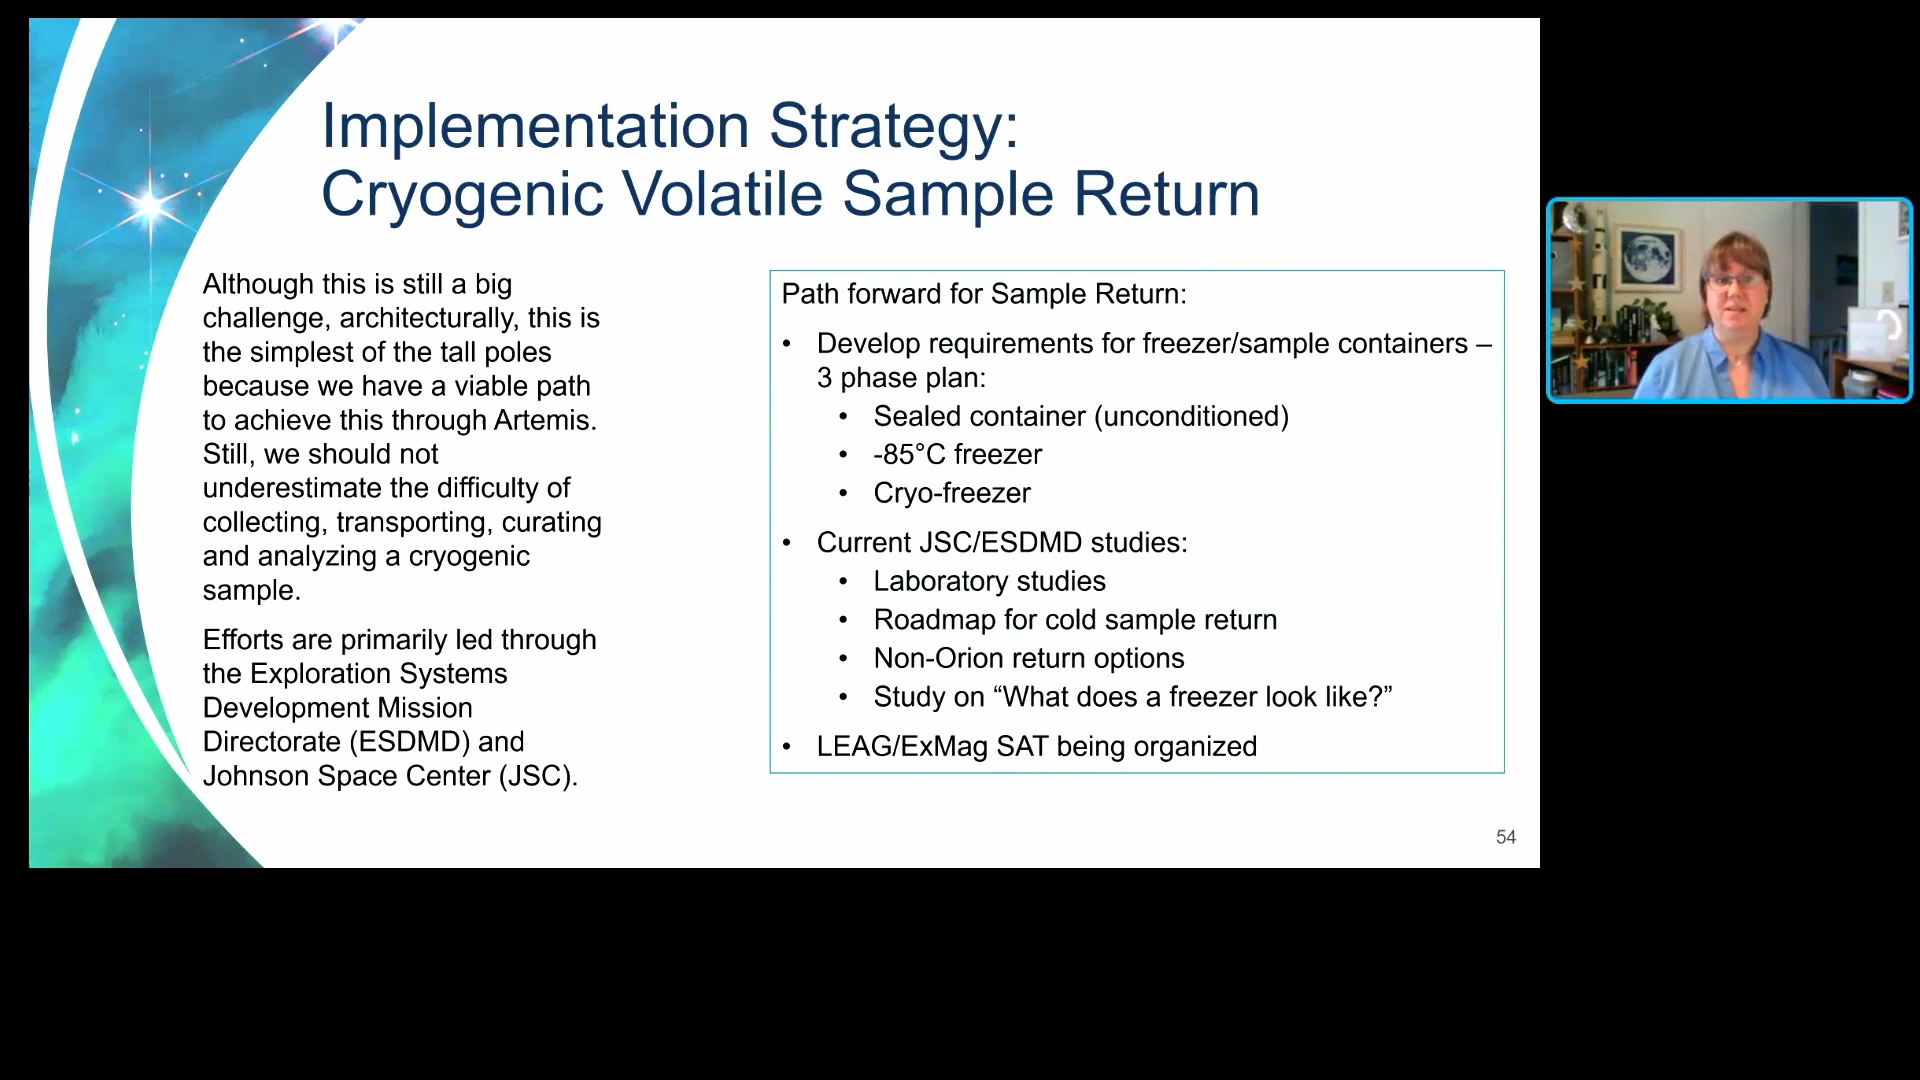 Implementation Strategy:
Cryogenic Volatile Sample Return
Although this is still a big
challenge, architecturally, this is
the simplest of the tall poles
because we have a viable path
to achieve this through Artemis.
Still, we should not
underestimate the difficulty of
collecting, transporting, curating
and analyzing a cryogenic
sample.
Efforts are primarily led through
the Exploration Systems
Development Mission
Directorate (ESDMD) and
Johnson Space Center (JSC).
Path forward for Sample Return:
• Develop requirements for freezer/sample containers –
3 phase plan:
• Sealed container (unconditioned)
• -85°C freezer
• Cryo-freezer
• Current JSC/ESDMD studies:
• Laboratory studies
• Roadmap for cold sample return
• Non-Orion return options
• Study on “What does a freezer look like?”
• LEAG/ExMag SAT being organized
54